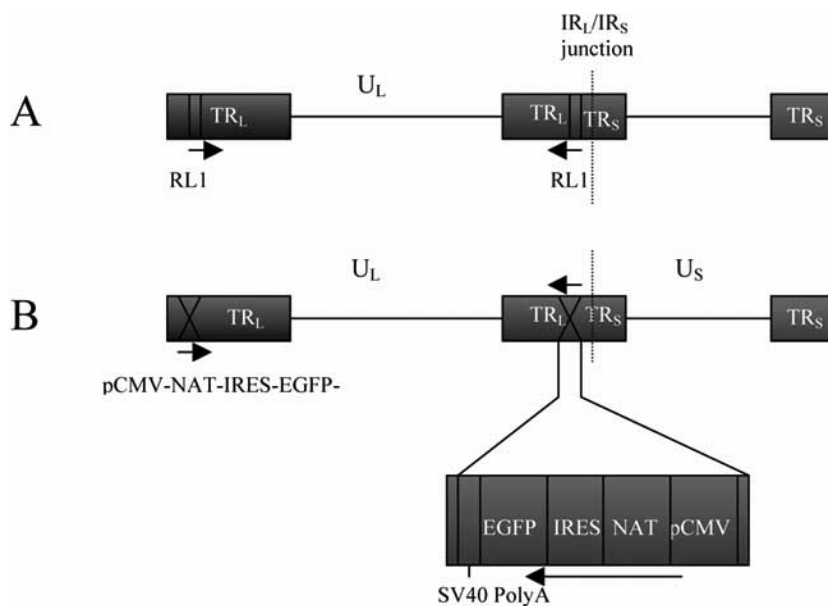 IRL/IRS
junction
A
UL
TRL
TRL
TRS
TRS
RL1
RL1
B
UL
US
TRL
TRL
TRS
TRS
pCMV-NAT-IRES-EGFP-
EGFP
IRES
NAT
pCMV
SV40 PolyA